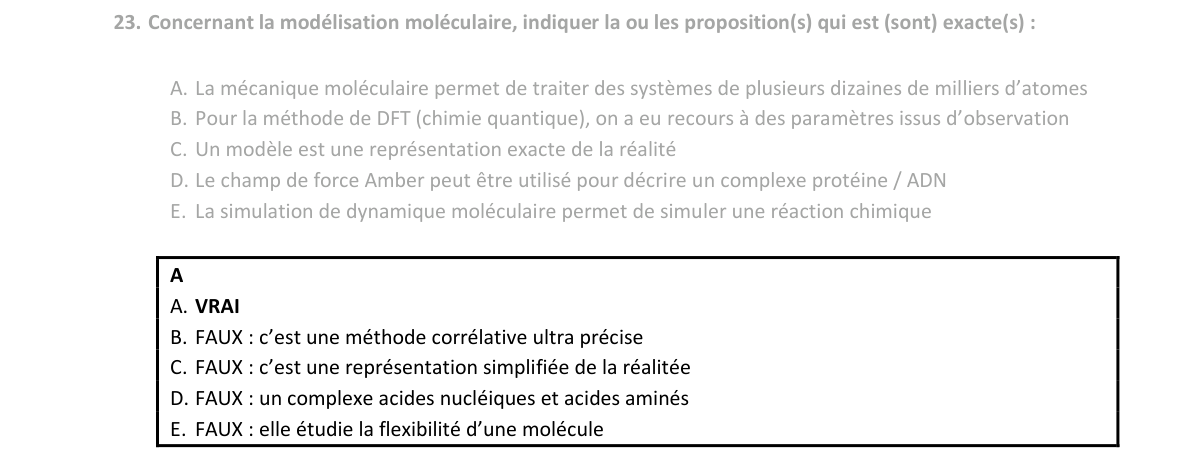 23. Concernant la modélisation moléculaire, indiquer la ou les proposition(s) qui est (sont) exacte(s) :
A. La mécanique moléculaire permet de traiter des systèmes de plusieurs dizaines de milliers d’atomes
B. Pour la méthode de DFT (chimie quantique), on a eu recours à des paramètres issus d’observation
C. Un modèle est une représentation exacte de la réalité
D. Le champ de force Amber peut être utilisé pour décrire un complexe protéine / ADN
E. La simulation de dynamique moléculaire permet de simuler une réaction chimique
A
A. VRAI
B. FAUX : c’est une méthode corrélative ultra précise
C. FAUX : c’est une représentation simplifiée de la réalitée
D. FAUX : un complexe acides nucléiques et acides aminés
E. FAUX : elle étudie la flexibilité d’une molécule